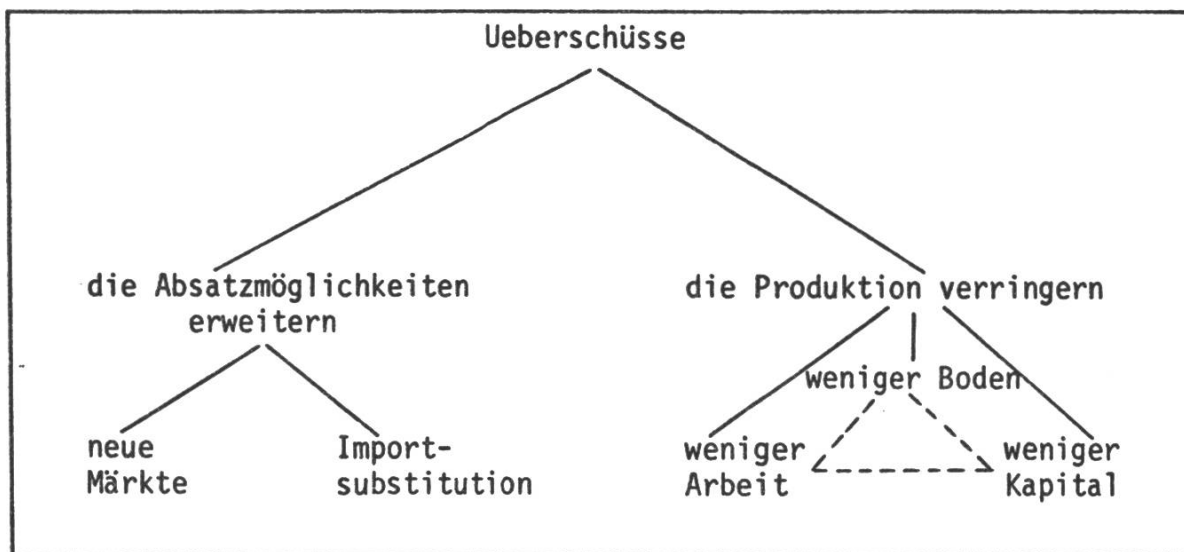 Ueberschüsse
die Absatzmöglichkeiten
erweitern
die Produktion verringern
weniger Boden
neue
Märkte
Import-
substitution
weniger
Arbeit
weniger
Kapital